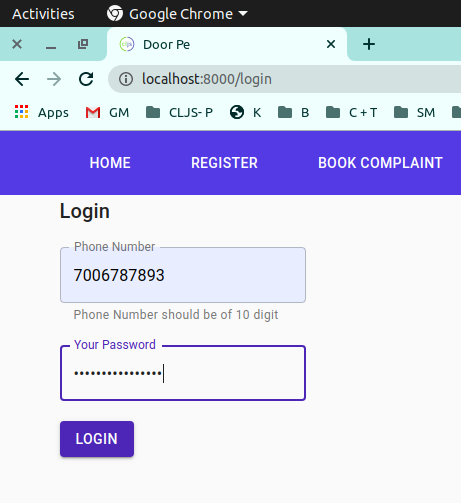 Activities Google Chrome
cljs Door Pe
localhost:8000/login
Apps GM CLJS- P K B C + T SM
HOME REGISTER BOOK COMPLAINT
Login
Phone Number
7006787893
Phone Number should be of 10 digit
Your Password
••••••••••••••••
LOGIN